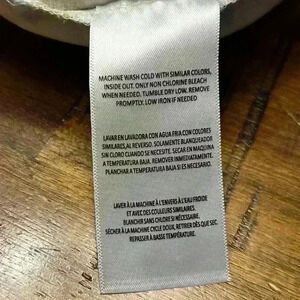 MACHINE WASH COLD WITH SIMILAR COLORS,
INSIDE OUT. ONLY NON CHLORINE BLEACH
WHEN NEEDED. TUMBLE DRY LOW. REMOVE
PROMPTLY. LOW IRON IF NEEDED
LAVAR EN LAVADORA CON AGUA FRIA CON COLORES
SIMILARES, AL REVERSO. SOLAMENTE BLANQUEADOR
SIN CLORO CUANDO SE NECESITE. SECAR EN MAQUINA
A TEMPERATURA BAJA. REMOVER INMEDIATAMENTE.
PLANCHAR A TEMPERATURA BAJA SI ES NECESARIO.
LAVER À LA MACHINE À L'ENVERS À L'EAU FROIDE
ET AVEC DES COULEURS SIMILAIRES.
BLANCHIR SANS CHLORE SI NÉCESSAIRE.
SÉCHER À LA MACHINE CYCLE DOUX, RETIRER DÈS QUE SEC.
REPASSER À BASSE TEMPÉRATURE.